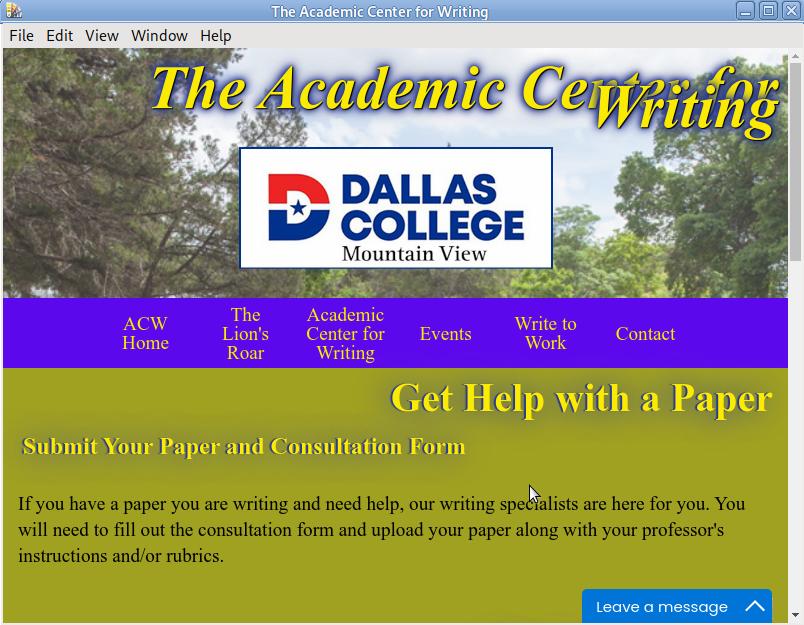 The Academic Center for Writing
File Edit View Window Help
The Academic Center for
Writing
DALLAS
COLLEGE
Mountain View
ACW
Home
The
Lion's
Roar
Academic
Center for
Writing
Events
Write to
Work
Contact
Get Help with a Paper
Submit Your Paper and Consultation Form
If you have a paper you are writing and need help, our writing specialists are here for you. You
will need to fill out the consultation form and upload your paper along with your professor's
instructions and/or rubrics.
Leave a message